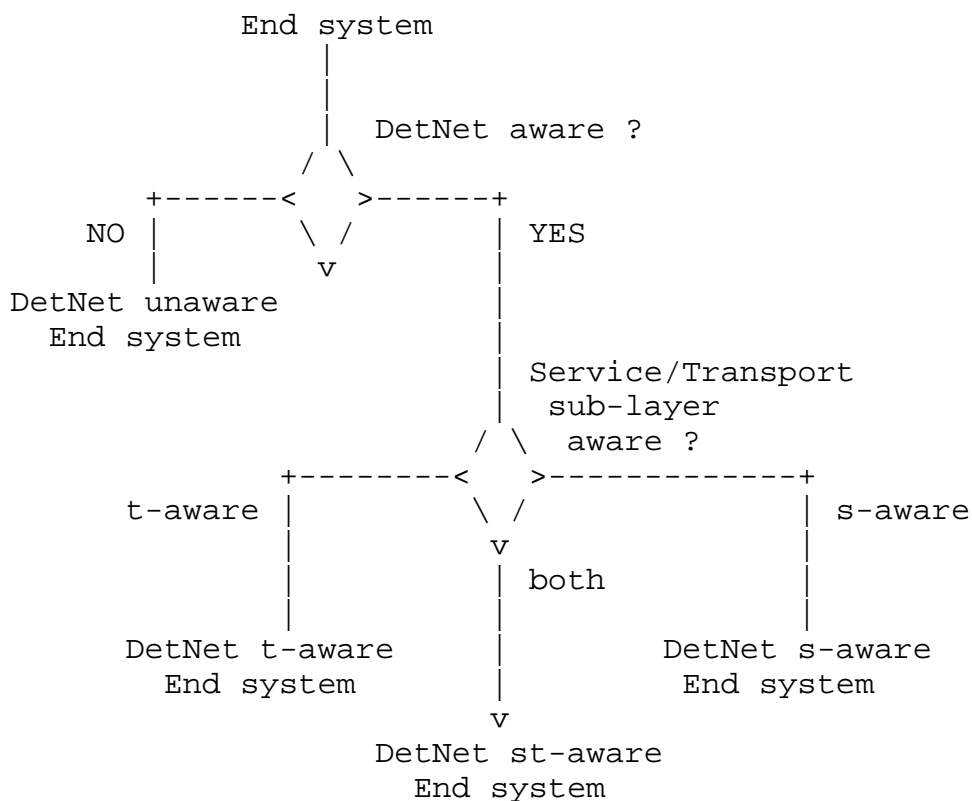 End system
DetNet aware ?
NO
YES
DetNet unaware
End system
Service/Transport
sub-layer
aware ?
t-aware
s-aware
both
DetNet t-aware
End system
DetNet s-aware
End system
DetNet st-aware
End system